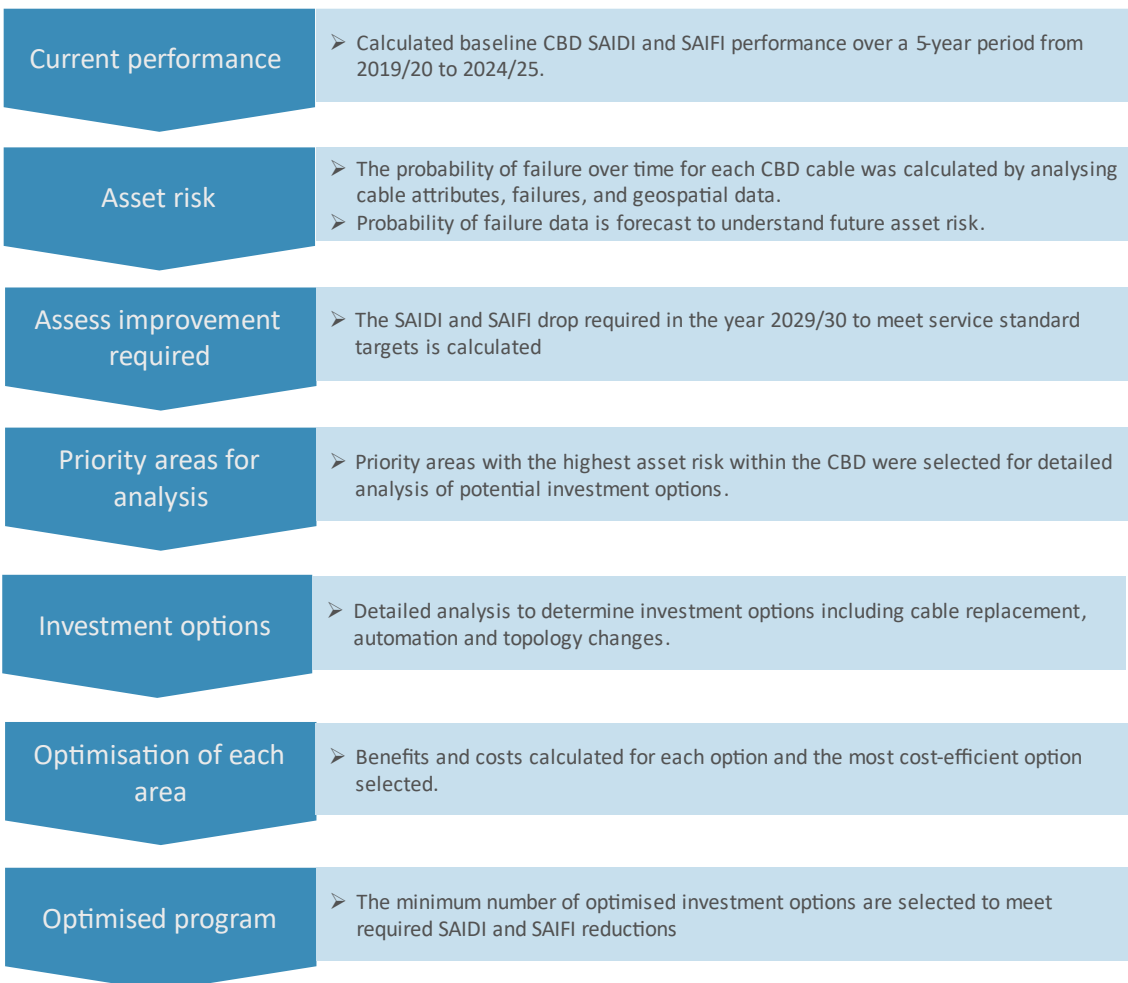 Current performance
➢ Calculated baseline CBD SAIDI and SAIFI performance over a 5-year period from
2019/20 to 2024/25.
Asset risk
➢ The probability of failure over time for each CBD cable was calculated by analysing
cable attributes, failures, and geospatial data.
➢ Probability of failure data is forecast to understand future asset risk.
Assess improvement
required
➢ The SAIDI and SAIFI drop required in the year 2029/30 to meet service standard
targets is calculated
Priority areas for
analysis
➢ Priority areas with the highest asset risk within the CBD were selected for detailed
analysis of potential investment options.
Investment options
➢ Detailed analysis to determine investment options including cable replacement,
automation and topology changes.
Optimisation of each
area
➢ Benefits and costs calculated for each option and the most cost-efficient option
selected.
Optimised program
➢ The minimum number of optimised investment options are selected to meet
required SAIDI and SAIFI reductions